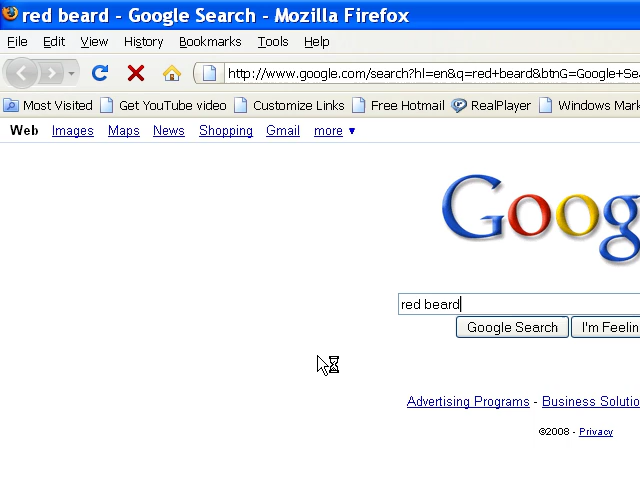 red beard - Google Search - Mozilla Firefox
File Edit View History Bookmarks Tools Help
http://www.google.com/search?hl=en&q=red+beard&btnG=Google+Sea
Most Visited Get YouTube video Customize Links Free Hotmail RealPlayer Windows Mark
Web Images Maps News Shopping Gmail more ▼
Goog
red beard
Google Search I'm Feelin
Advertising Programs - Business Solutio
©2008 - Privacy